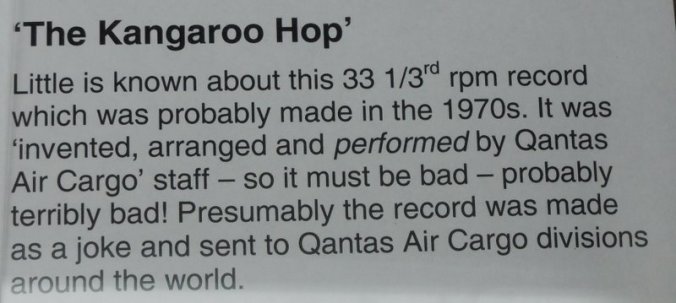 ‘The Kangaroo Hop’
Little is known about this 33 1/3rd rpm record
which was probably made in the 1970s. It was
‘invented, arranged and performed by Qantas
Air Cargo’ staff – so it must be bad – probably
terribly bad! Presumably the record was made
as a joke and sent to Qantas Air Cargo divisions
around the world.